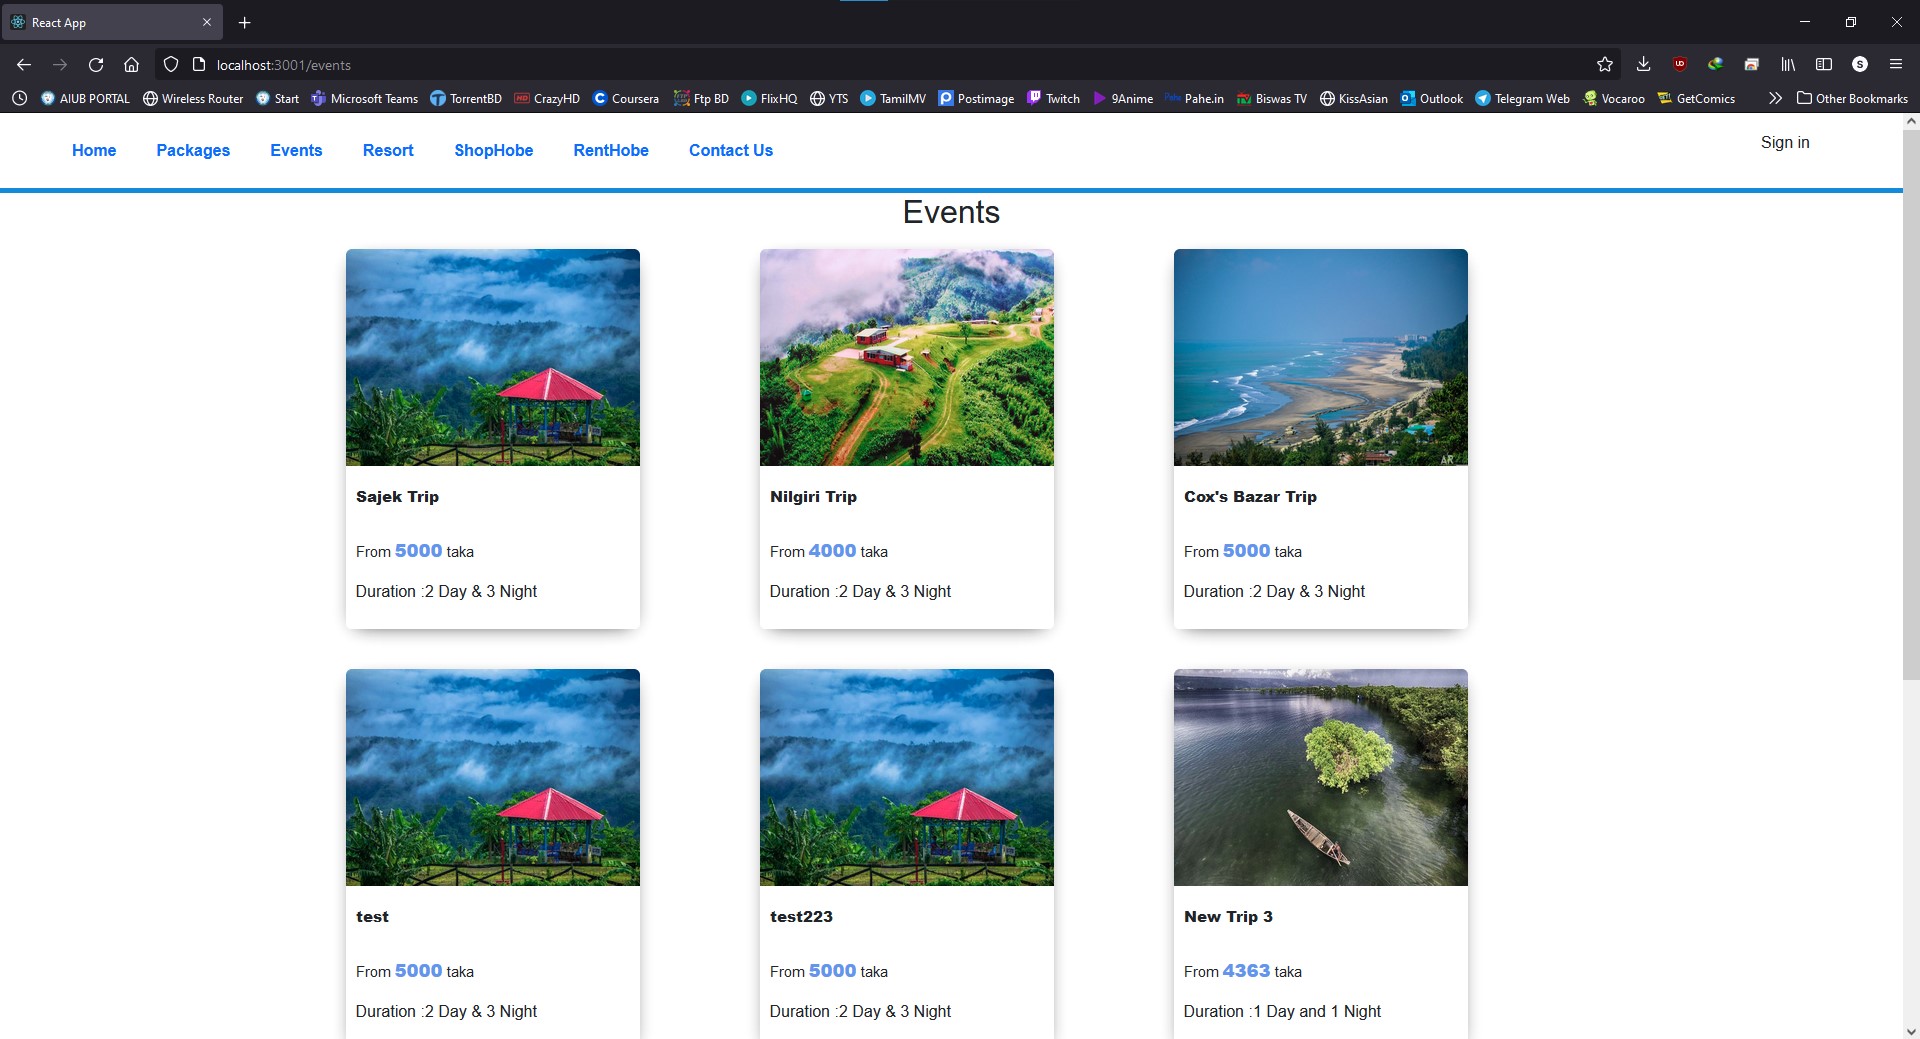 React App
localhost:3001/events
AIUB PORTAL Wireless Router Start Microsoft Teams TorrentBD CrazyHD Coursera Ftp BD FlixHQ YTS TamilMV Postimage Twitch 9Anime Pahe.in Biswas TV KissAsian Outlook Telegram Web Vocaroo GetComics Other Bookmarks
Home Packages Events Resort ShopHobe RentHobe Contact Us Sign in
Events
Sajek Trip
From 5000 taka
Duration :2 Day & 3 Night
Nilgiri Trip
From 4000 taka
Duration :2 Day & 3 Night
Cox's Bazar Trip
From 5000 taka
Duration :2 Day & 3 Night
test
From 5000 taka
Duration :2 Day & 3 Night
test223
From 5000 taka
Duration :2 Day & 3 Night
New Trip 3
From 4363 taka
Duration :1 Day and 1 Night